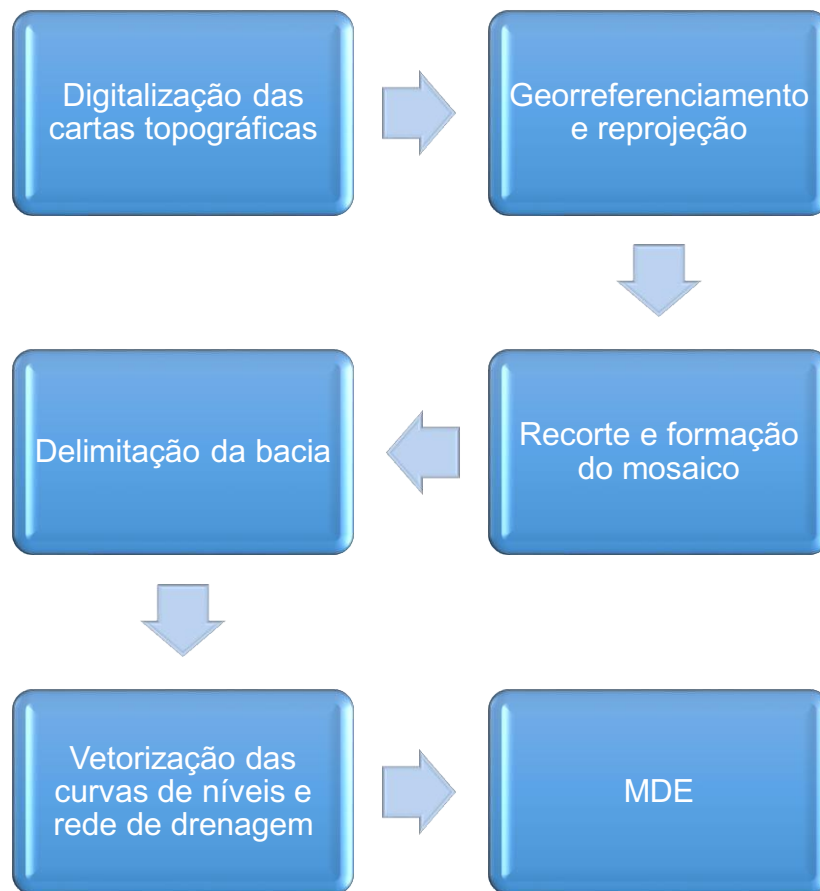 Digitalização das
cartas topográficas
Georreferenciamento
e reprojeção
Recorte e formação
do mosaico
Delimitação da bacia
Vetorização das
curvas de níveis e
rede de drenagem
MDE